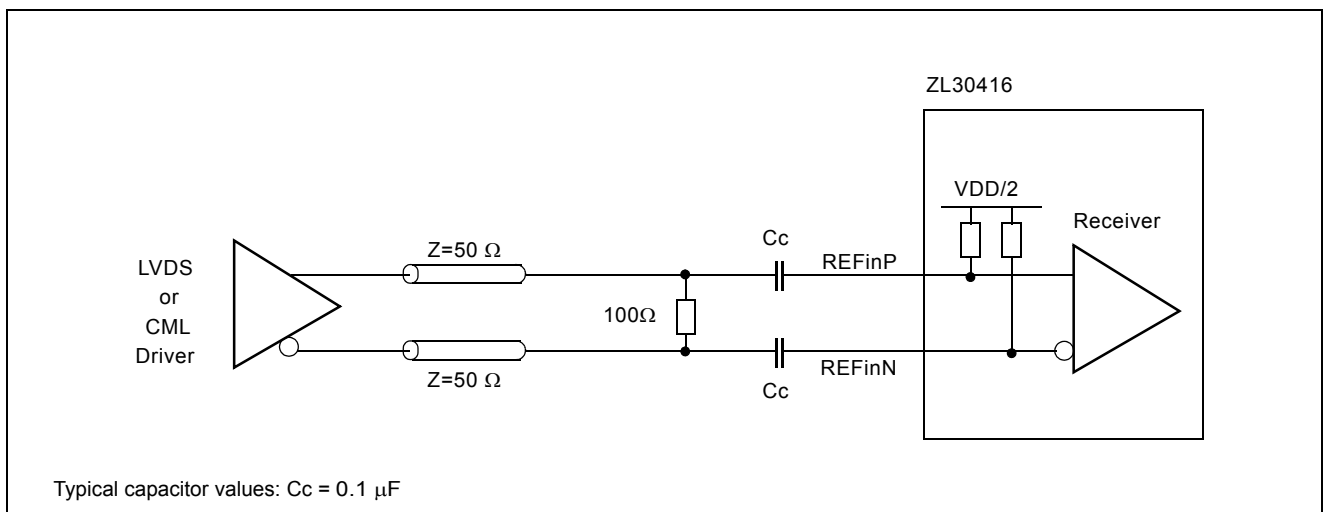 ZL30416
VDD/2
Receiver
Z=50 Ω
Cc
REFinP
LVDS
or
CML
Driver
100Ω
Z=50 Ω
Cc
REFinN
Typical capacitor values: Cc = 0.1 μF